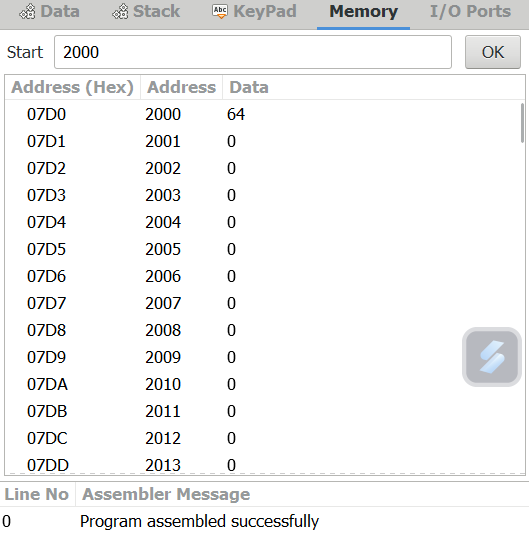 Data Stack KeyPad Memory I/O Ports
Start 2000 OK
Address (Hex) Address Data
07D0 2000 64
07D1 2001 0
07D2 2002 0
07D3 2003 0
07D4 2004 0
07D5 2005 0
07D6 2006 0
07D7 2007 0
07D8 2008 0
07D9 2009 0
07DA 2010 0
07DB 2011 0
07DC 2012 0
07DD 2013 0
Line No Assembler Message
0 Program assembled successfully